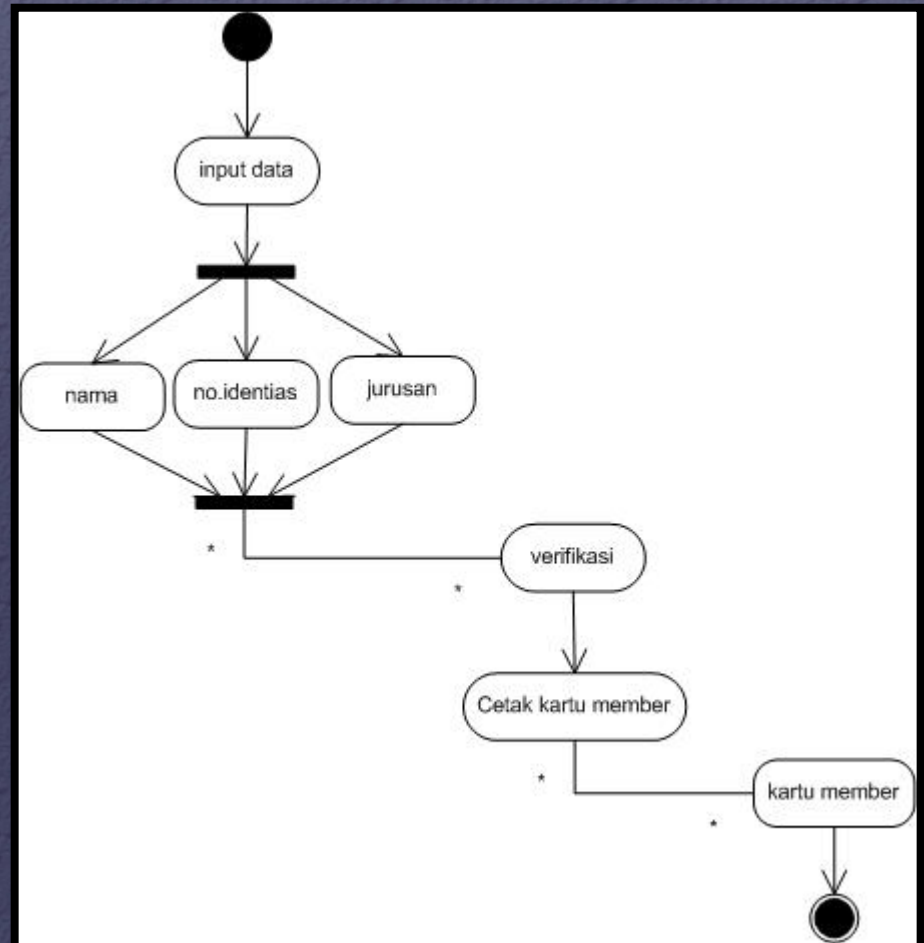 input data
nama
no.identias
jurusan
*
*
verifikasi
Cetak kartu member
*
*
kartu member